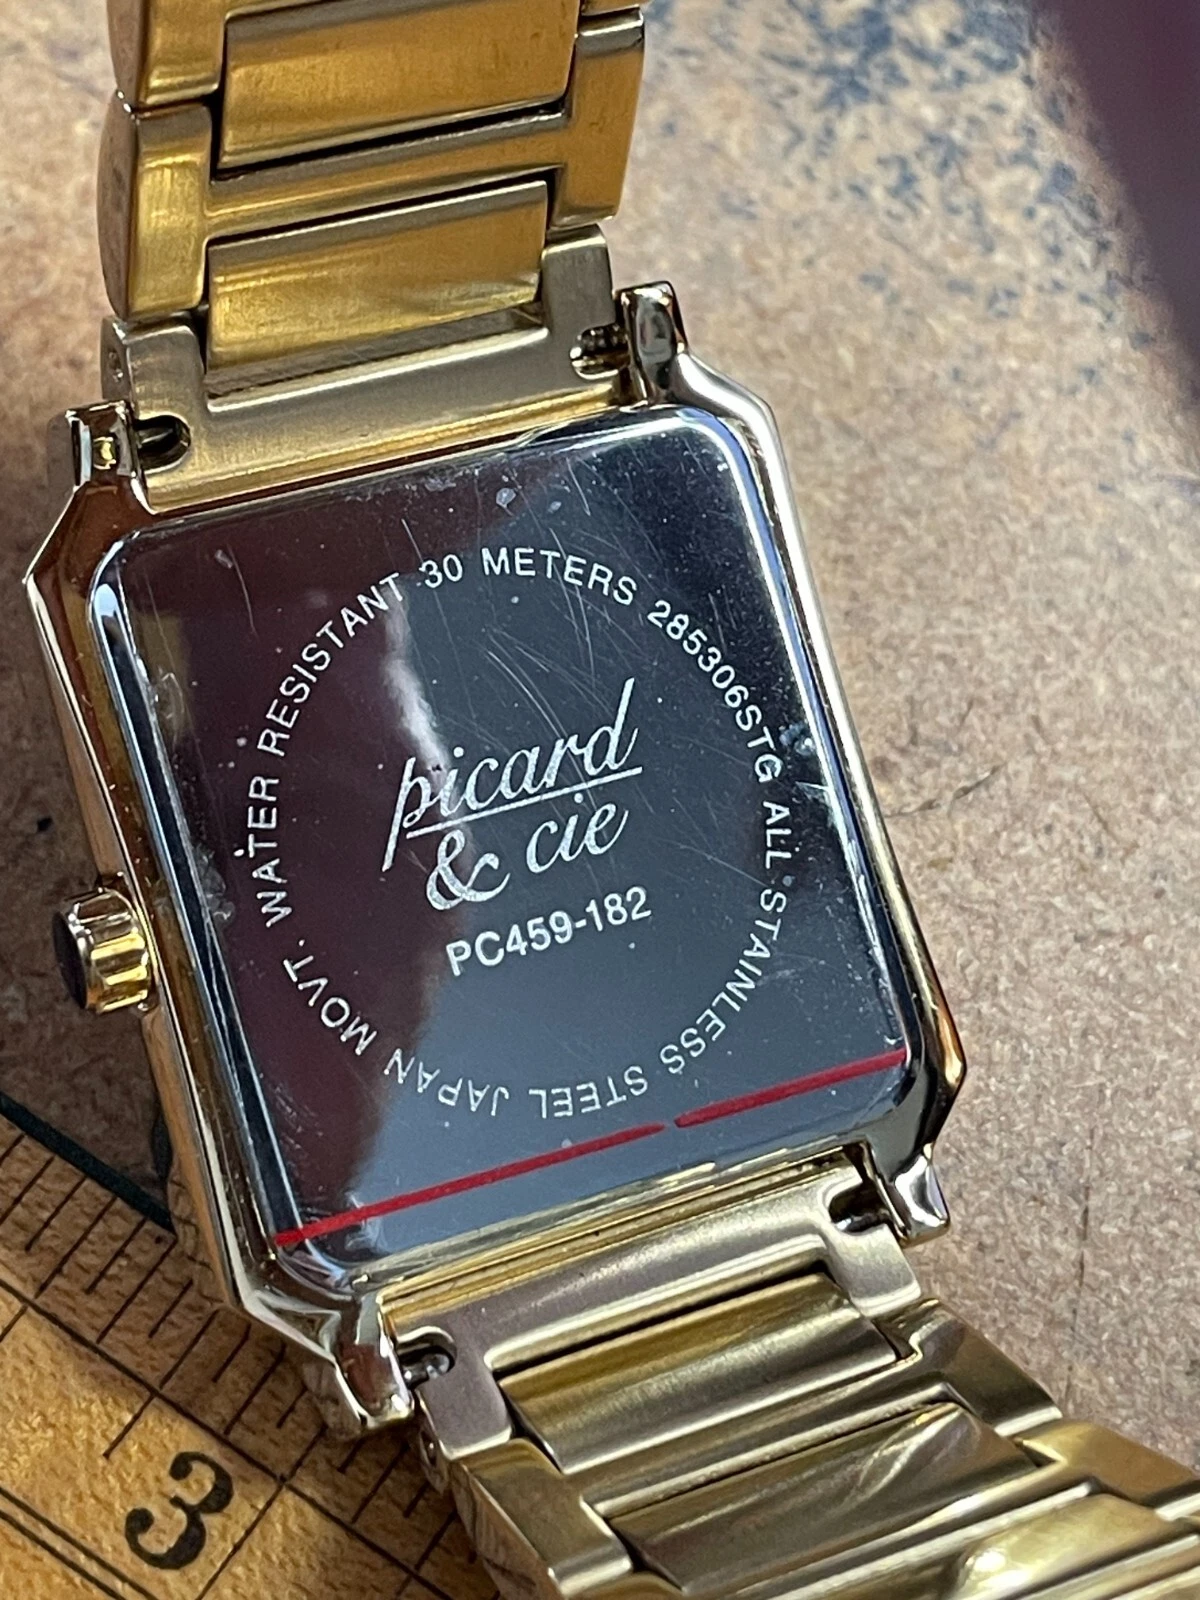 WATER RESISTANT 30 METERS 285306STG ALL STAINLESS STEEL JAPAN MOVT.
picard
& cie
PC459-182
3